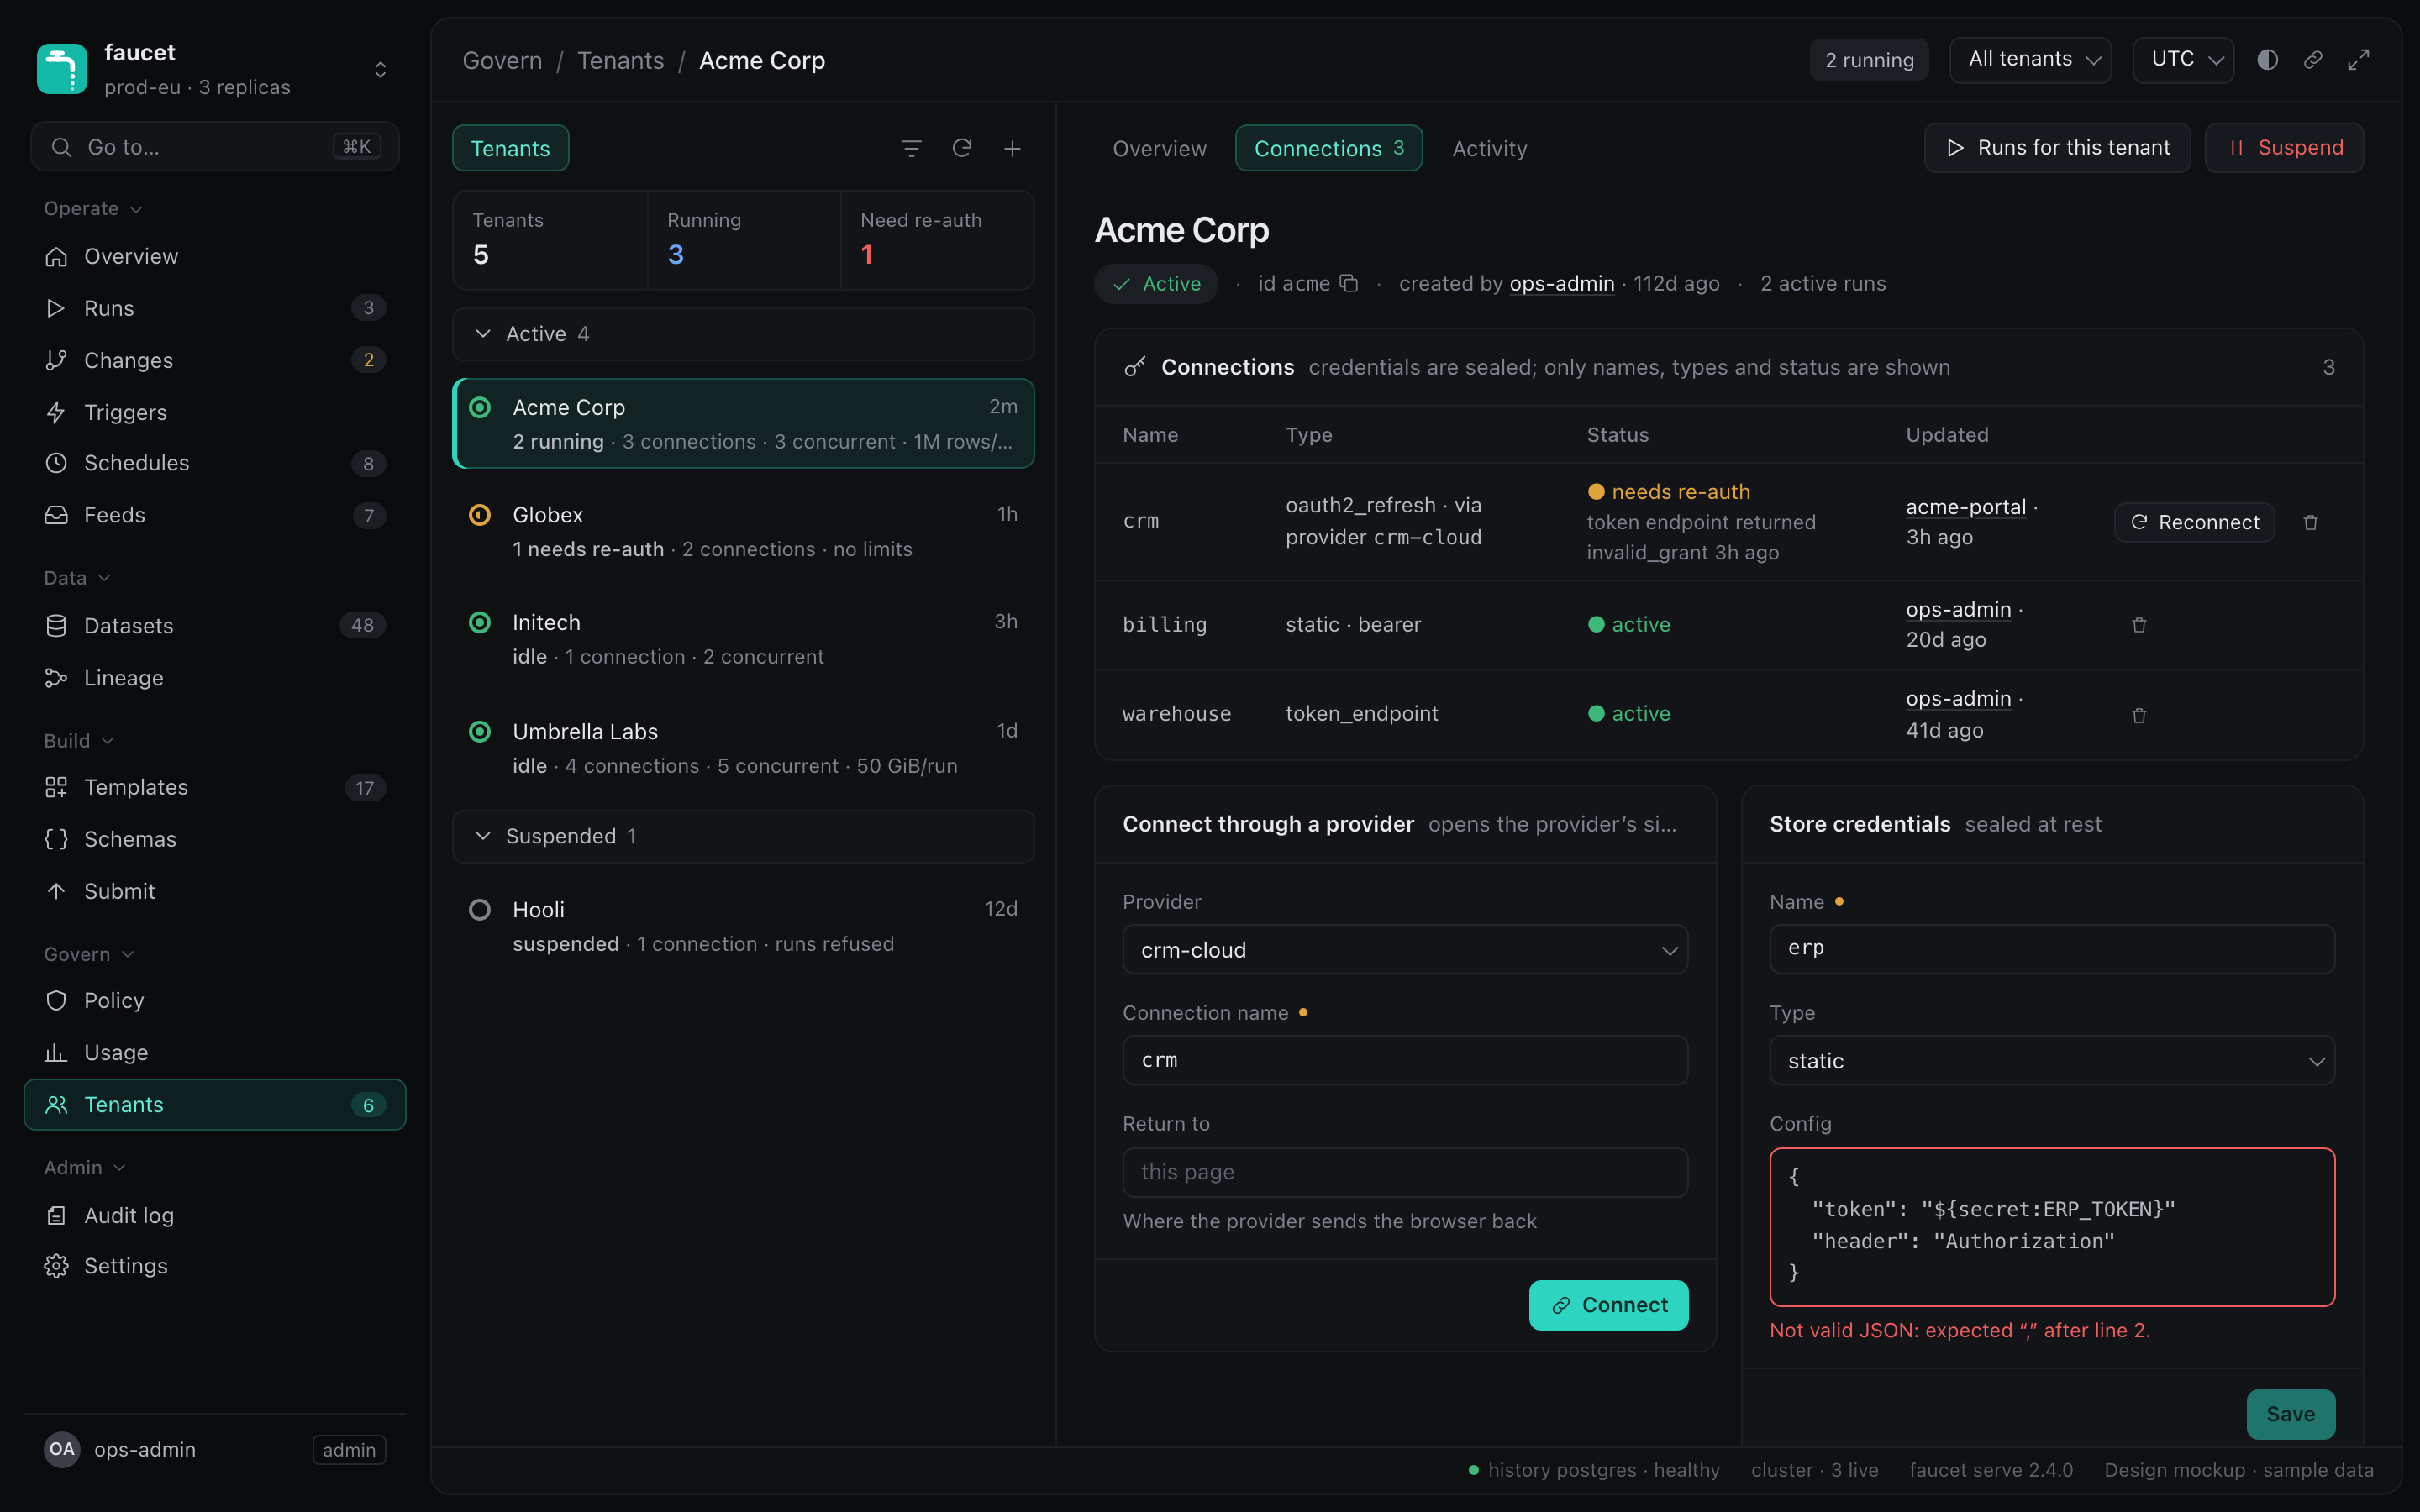 faucet
prod-eu · 3 replicas
Go to... ⌘K
Operate
Overview
Runs 3
Changes 2
Triggers
Schedules 8
Feeds 7
Data
Datasets 48
Lineage
Build
Templates 17
Schemas
Submit
Govern
Policy
Usage
Tenants 6
Admin
Audit log
Settings
OA ops-admin admin
Govern / Tenants / Acme Corp
2 running All tenants UTC
Tenants
Tenants Running Need re-auth
5 3 1
Active 4
Acme Corp 2m
2 running · 3 connections · 3 concurrent · 1M rows/...
Globex 1h
1 needs re-auth · 2 connections · no limits
Initech 3h
idle · 1 connection · 2 concurrent
Umbrella Labs 1d
idle · 4 connections · 5 concurrent · 50 GiB/run
Suspended 1
Hooli 12d
suspended · 1 connection · runs refused
Overview Connections 3 Activity Runs for this tenant Suspend
Acme Corp
Active · id acme · created by ops-admin · 112d ago · 2 active runs
Connections credentials are sealed; only names, types and status are shown 3
Name Type Status Updated
crm oauth2_refresh · via provider crm-cloud
needs re-auth
token endpoint returned
invalid_grant 3h ago
acme-portal ·
3h ago
Reconnect
billing static · bearer active ops-admin ·
20d ago
warehouse token_endpoint active ops-admin ·
41d ago
Connect through a provider opens the provider’s si...
Provider
crm-cloud
Connection name
crm
Return to
this page
Where the provider sends the browser back
Connect
Store credentials sealed at rest
Name
erp
Type
static
Config
{
"token": "${secret:ERP_TOKEN}"
"header": "Authorization"
}
Not valid JSON: expected “,” after line 2.
Save
history postgres · healthy cluster · 3 live faucet serve 2.4.0 Design mockup · sample data